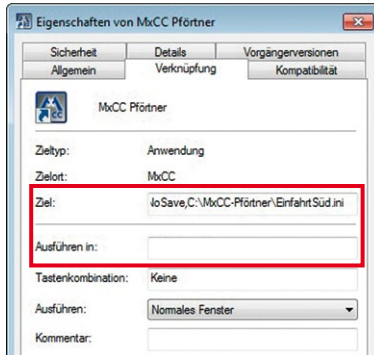 Eigenschaften von MxCC Pförtner
Sicherheit Details Vorgängerversionen
Allgemein Verknüpfung Kompatibilität
CC
MxCC Pförtner
Zieltyp: Anwendung
Zielort: MxCC
Ziel: NoSave,C:\MxCC-Pförtner\EinfahrtSüd.ini
Ausführen in:
Tastenkombination: Keine
Ausführen: Normales Fenster
Kommentar: